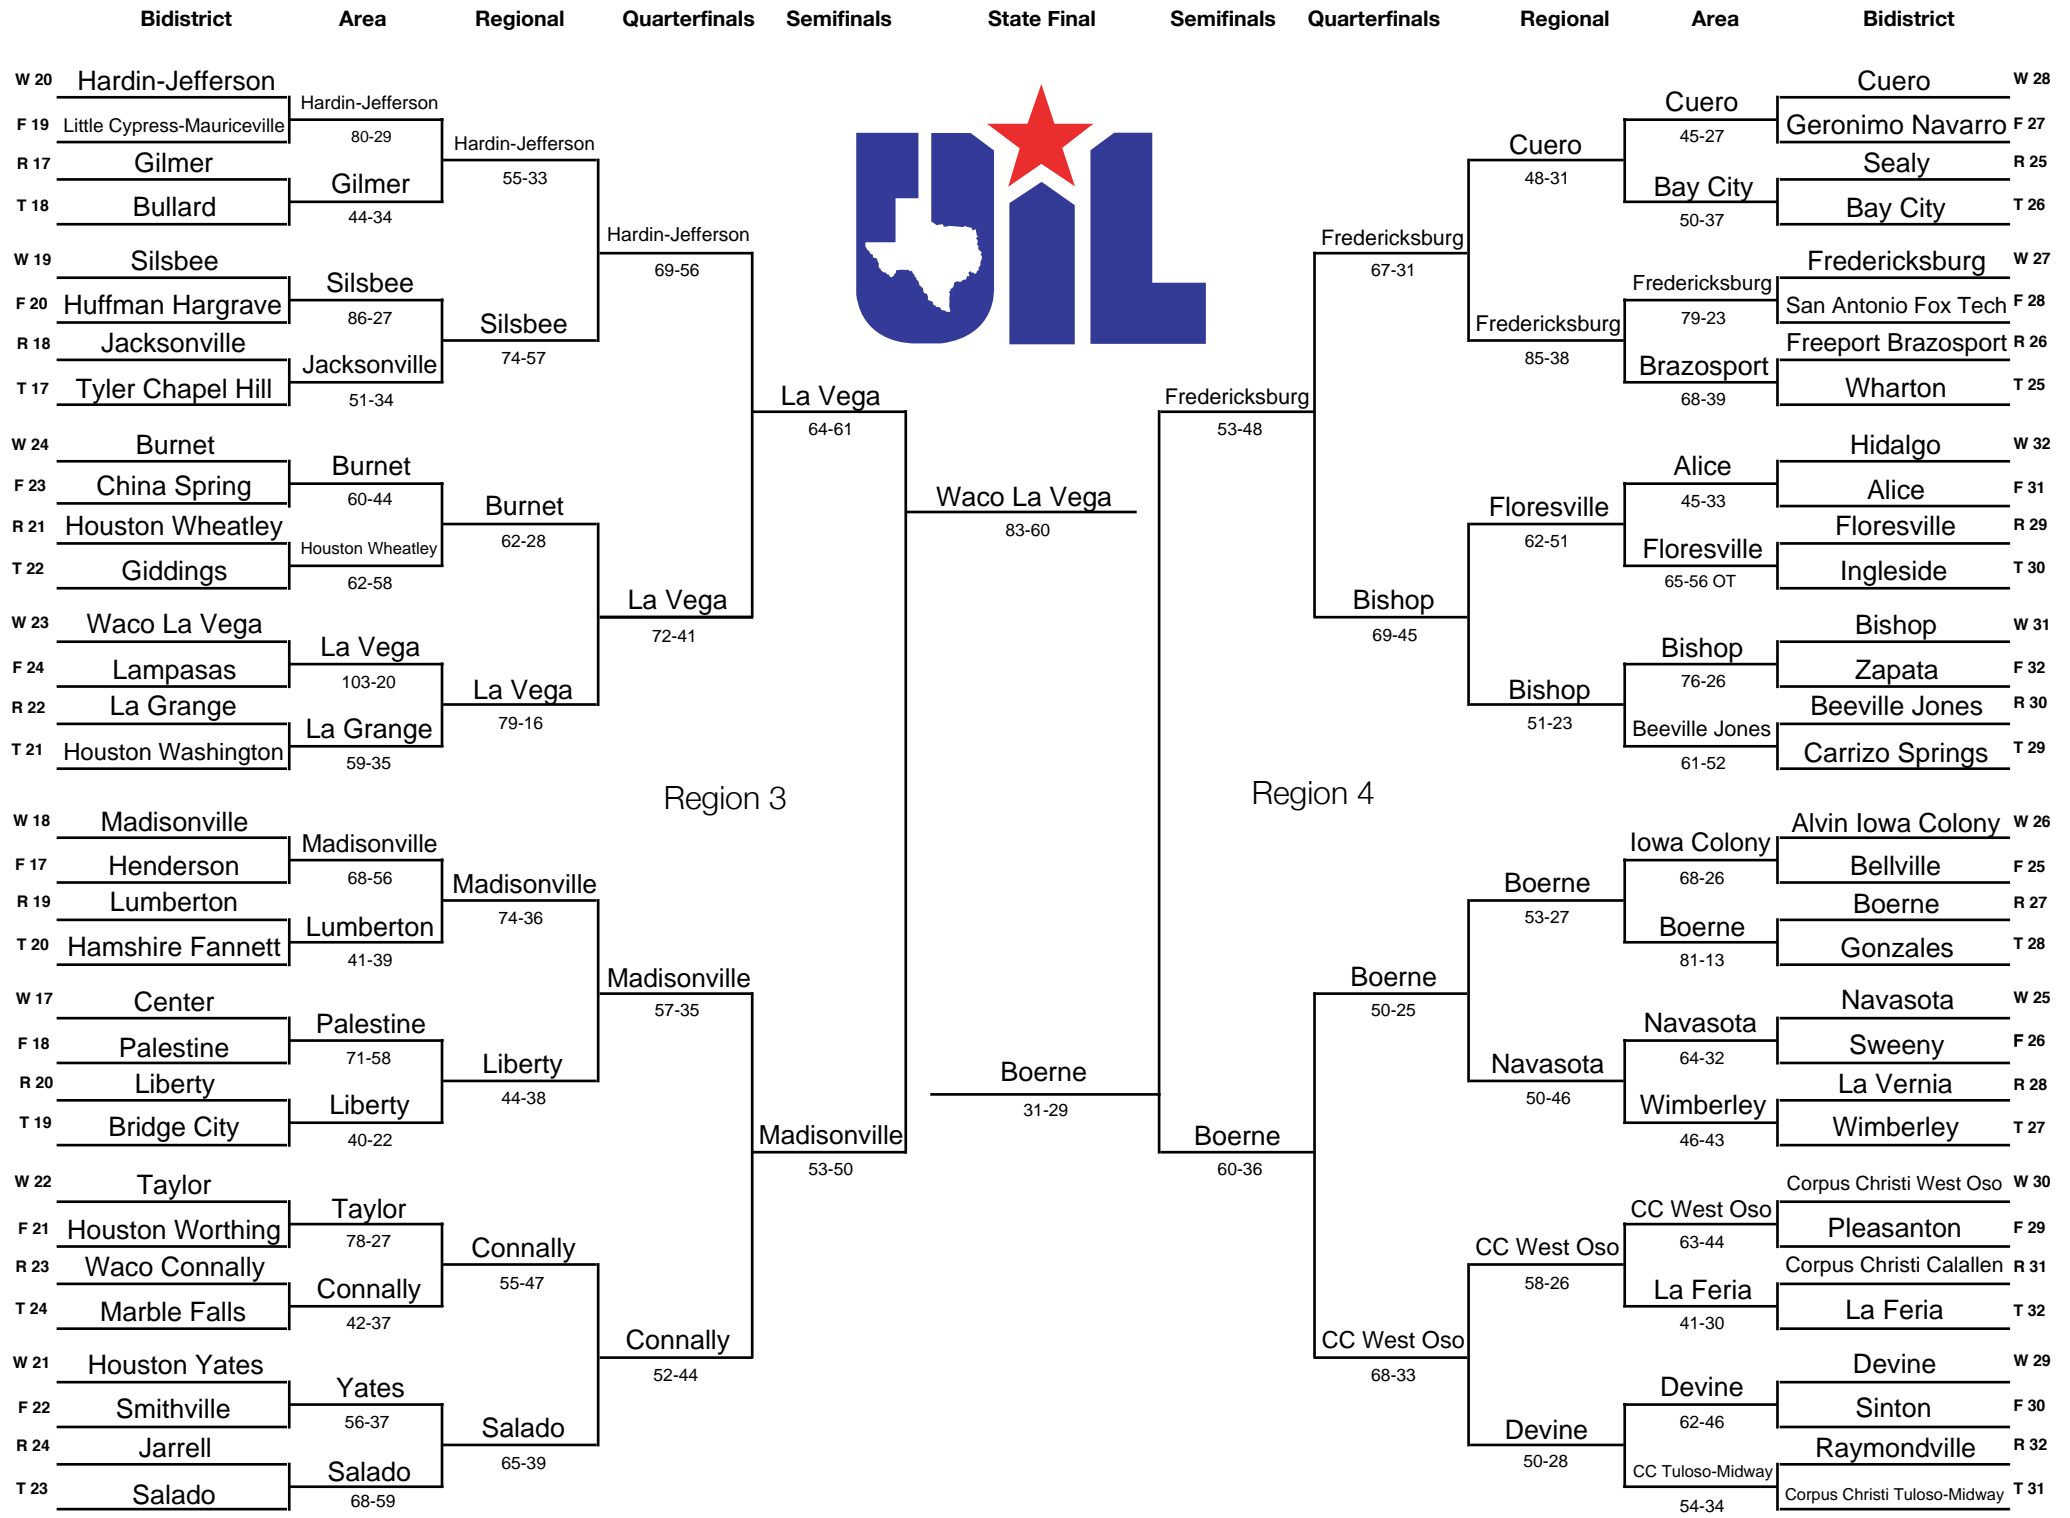 Bidistrict Area Regional Quarterfinals Semifinals State Final Semifinals Quarterfinals Regional Area Bidistrict
W 20 Hardin-Jefferson
Hardin-Jefferson
F 19 Little Cypress-Mauriceville
80-29
Hardin-Jefferson
R 17 Gilmer
55-33
Gilmer
T 18 Bullard
44-34
Hardin-Jefferson
69-56
W 19 Silsbee
Silsbee
F 20 Huffman Hargrave
86-27
Silsbee
R 18 Jacksonville
74-57
Jacksonville
T 17 Tyler Chapel Hill
51-34
La Vega
64-61
W 24 Burnet
Burnet
F 23 China Spring
60-44
Burnet
R 21 Houston Wheatley
62-28
Houston Wheatley
T 22 Giddings
62-58
La Vega
72-41
W 23 Waco La Vega
La Vega
F 24 Lampasas
103-20
La Vega
R 22 La Grange
79-16
La Grange
T 21 Houston Washington
59-35
Region 3
W 18 Madisonville
Madisonville
F 17 Henderson
68-56
Madisonville
R 19 Lumberton
74-36
Lumberton
T 20 Hamshire Fannett
41-39
Madisonville
57-35
W 17 Center
Palestine
F 18 Palestine
71-58
Liberty
R 20 Liberty
44-38
Liberty
T 19 Bridge City
40-22
Madisonville
53-50
W 22 Taylor
Taylor
F 21 Houston Worthing
78-27
Connally
R 23 Waco Connally
55-47
Connally
T 24 Marble Falls
42-37
Connally
52-44
W 21 Houston Yates
Yates
F 22 Smithville
56-37
Salado
R 24 Jarrell
65-39
Salado
T 23 Salado
68-59
UIL
Waco La Vega
83-60
Boerne
31-29
Cuero W 28
Cuero
Geronimo Navarro F 27
45-27
Cuero
Sealy R 25
48-31
Bay City
Bay City T 26
50-37
Fredericksburg
67-31
Fredericksburg W 27
Fredericksburg
San Antonio Fox Tech F 28
79-23
Fredericksburg
Freeport Brazosport R 26
85-38
Brazosport
Wharton T 25
68-39
Fredericksburg
53-48
Hidalgo W 32
Alice
Alice F 31
45-33
Floresville
Floresville R 29
62-51
Floresville
Ingleside T 30
65-56 OT
Bishop
69-45
Bishop W 31
Bishop
Zapata F 32
76-26
Bishop
Beeville Jones R 30
51-23
Beeville Jones
Carrizo Springs T 29
61-52
Region 4
Alvin Iowa Colony W 26
Iowa Colony
Bellville F 25
68-26
Boerne
Boerne R 27
53-27
Boerne
Gonzales T 28
81-13
Boerne
50-25
Navasota W 25
Navasota
Sweeny F 26
64-32
Navasota
La Vernia R 28
50-46
Wimberley
Wimberley T 27
46-43
Boerne
60-36
Corpus Christi West Oso W 30
CC West Oso
Pleasanton F 29
63-44
CC West Oso
Corpus Christi Calallen R 31
58-26
La Feria
La Feria T 32
41-30
CC West Oso
68-33
Devine W 29
Devine
Sinton F 30
62-46
Devine
Raymondville R 32
50-28
CC Tuloso-Midway
Corpus Christi Tuloso-Midway T 31
54-34